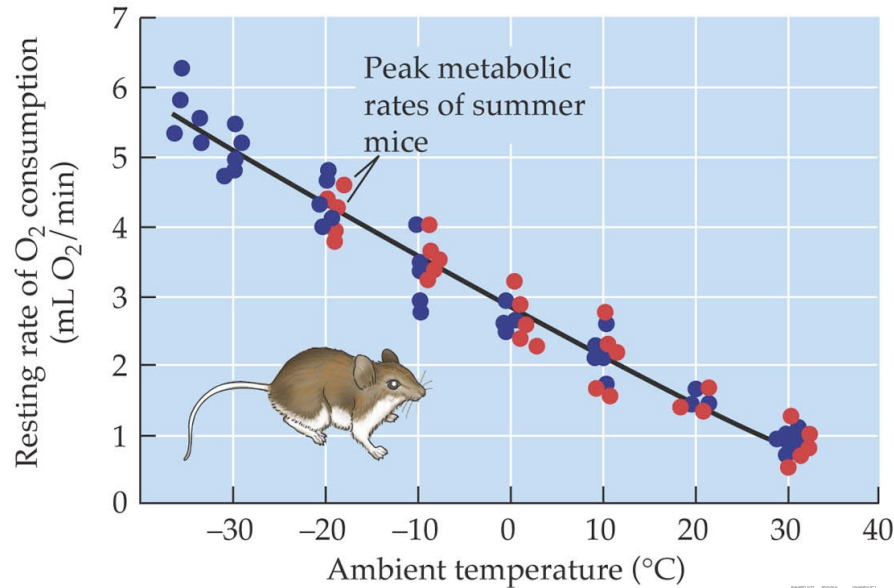 7
6
5
4
3
2
1
0
Resting rate of O₂ consumption
(mL O₂/min)
Peak metabolic
rates of summer
mice
–30
–20
–10
0
10
20
30
40
Ambient temperature (°C)